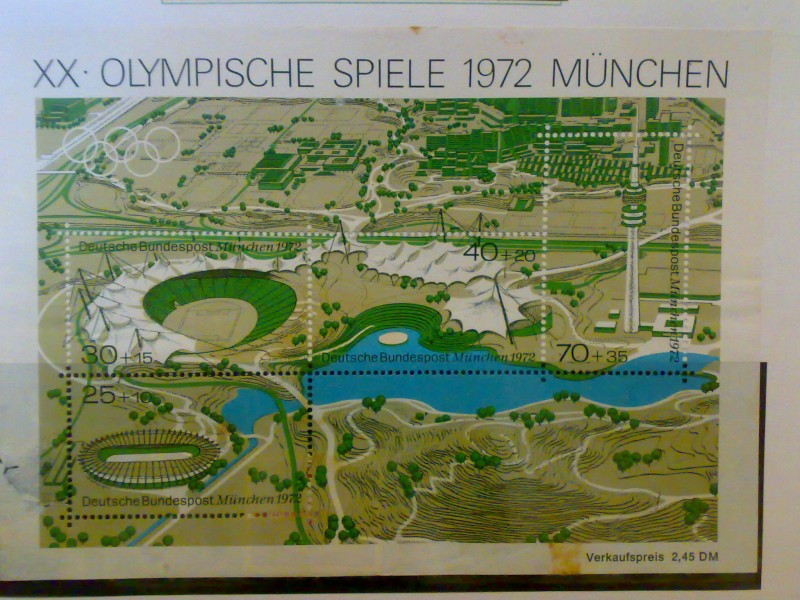 XX. OLYMPISCHE SPIELE 1972 MÜNCHEN
Deutsche Bundespost München 1972
40+20
Deutsche Bundespost München 1972
30+15
Deutsche Bundespost München 1972
70+35
25+10
Deutsche Bundespost München 1972
Verkaufspreis 2,45 DM